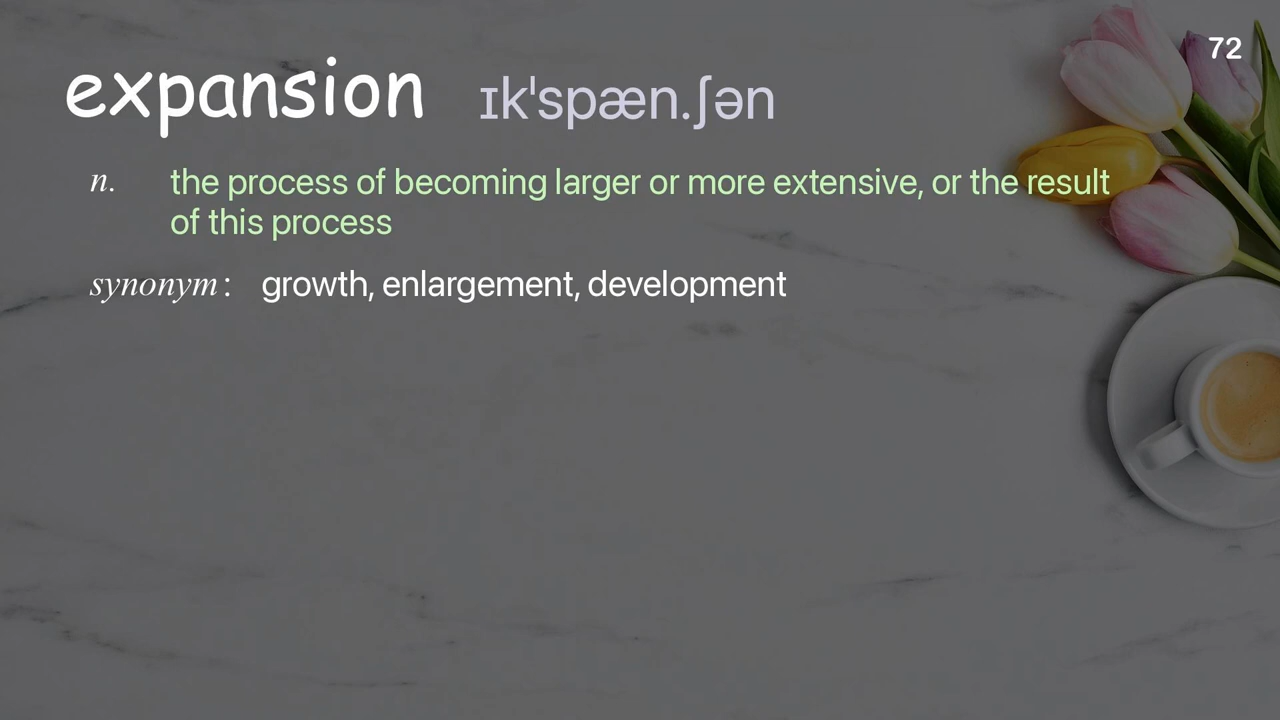 72
expansion ɪkˈspæn.ʃən
n. the process of becoming larger or more extensive, or the result
of this process
synonym : growth, enlargement, development